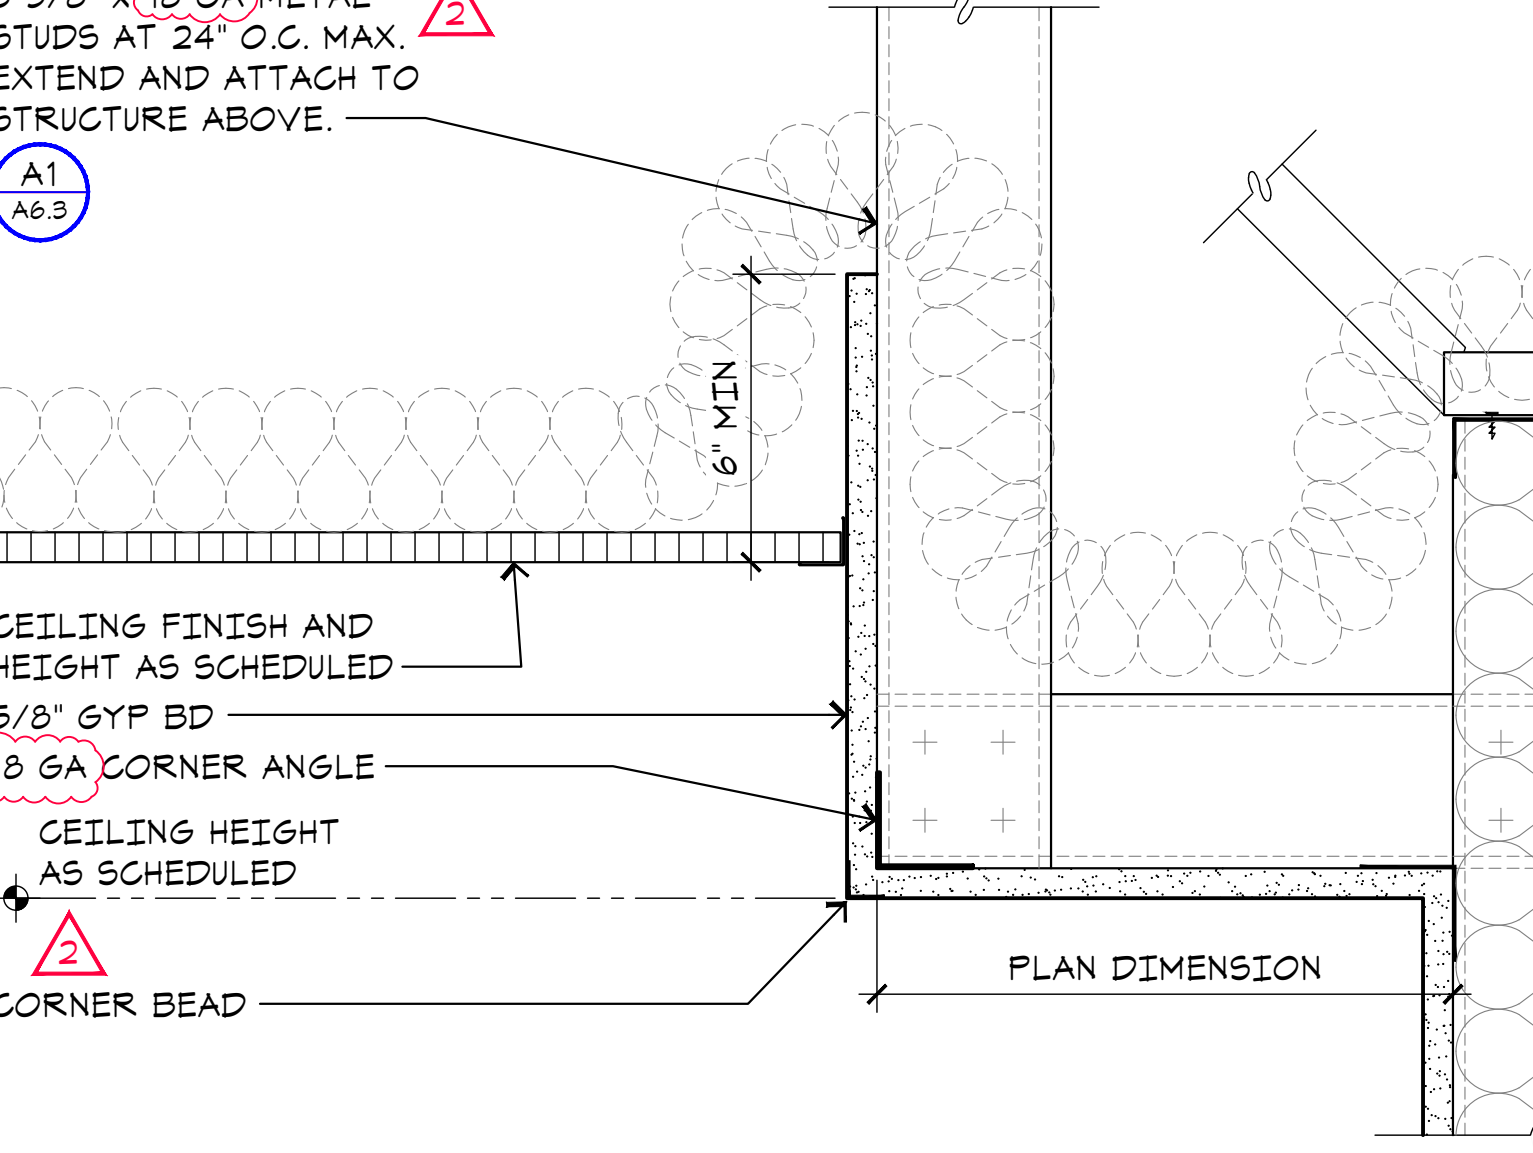 METAL
2
STUDS AT 24" O.C. MAX.
EXTEND AND ATTACH TO
STRUCTURE ABOVE.
A1
A6.3
6" MIN
CEILING FINISH AND
HEIGHT AS SCHEDULED
5/8" GYP BD
8 GA CORNER ANGLE
CEILING HEIGHT
AS SCHEDULED
2
PLAN DIMENSION
CORNER BEAD